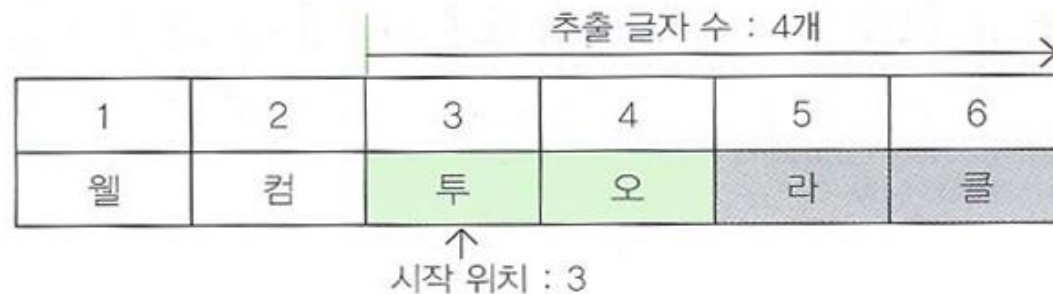 추출 글자 수 : 4개
1 2 3 4 5 6
웰 컴 투 오 라 클
시작 위치 : 3